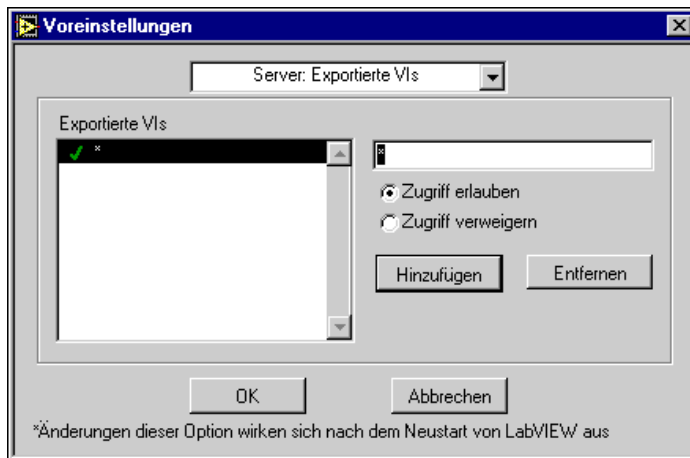 Voreinstellungen
Server: Exportierte VIs
Exportierte VIs
*
*
Zugriff erlauben
Zugriff verweigern
Hinzufügen
Entfernen
OK
Abbrechen
*Änderungen dieser Option wirken sich nach dem Neustart von LabVIEW aus